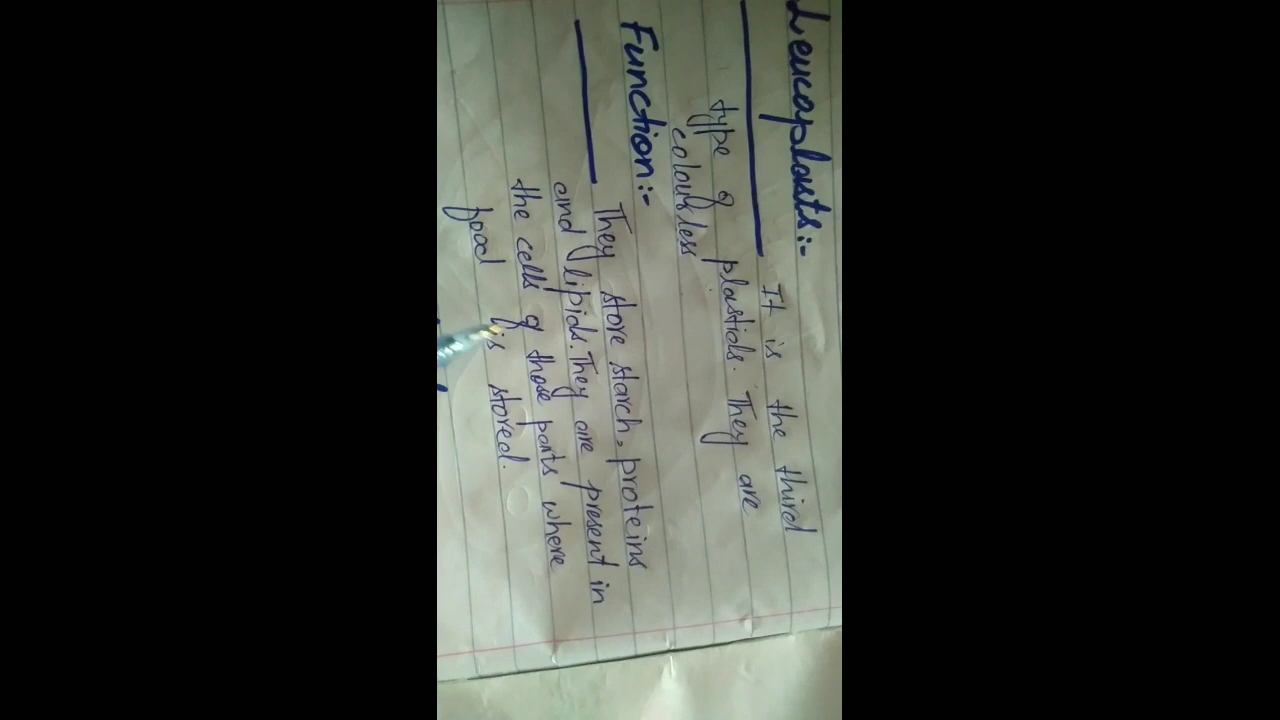 Leucoplasts:-
It is the third
type of plastids. They are
colourless
Function:-
They store starch, proteins
and lipids. They are present in
the cells of those parts where
food is stored.